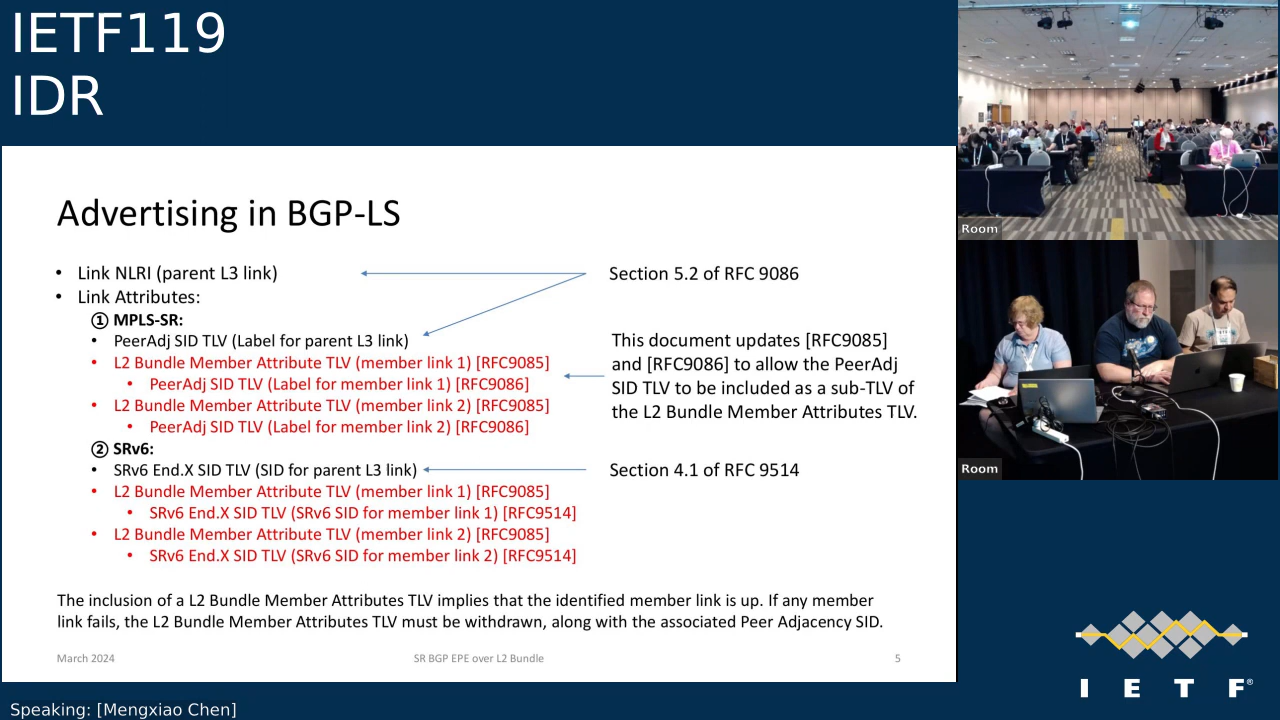 IETF119
IDR
Advertising in BGP-LS
• Link NLRI (parent L3 link)
Section 5.2 of RFC 9086
• Link Attributes:
① MPLS-SR:
• PeerAdj SID TLV (Label for parent L3 link)
• L2 Bundle Member Attribute TLV (member link 1) [RFC9085]
• PeerAdj SID TLV (Label for member link 1) [RFC9086]
• L2 Bundle Member Attribute TLV (member link 2) [RFC9085]
• PeerAdj SID TLV (Label for member link 2) [RFC9086]
This document updates [RFC9085]
and [RFC9086] to allow the PeerAdj
SID TLV to be included as a sub-TLV of
the L2 Bundle Member Attributes TLV.
② SRv6:
• SRv6 End.X SID TLV (SID for parent L3 link)
Section 4.1 of RFC 9514
• L2 Bundle Member Attribute TLV (member link 1) [RFC9085]
• SRv6 End.X SID TLV (SRv6 SID for member link 1) [RFC9514]
• L2 Bundle Member Attribute TLV (member link 2) [RFC9085]
• SRv6 End.X SID TLV (SRv6 SID for member link 2) [RFC9514]
The inclusion of a L2 Bundle Member Attributes TLV implies that the identified member link is up. If any member
link fails, the L2 Bundle Member Attributes TLV must be withdrawn, along with the associated Peer Adjacency SID.
March 2024
SR BGP EPE over L2 Bundle
5
Speaking: [Mengxiao Chen]
Room
Room
I E T F®